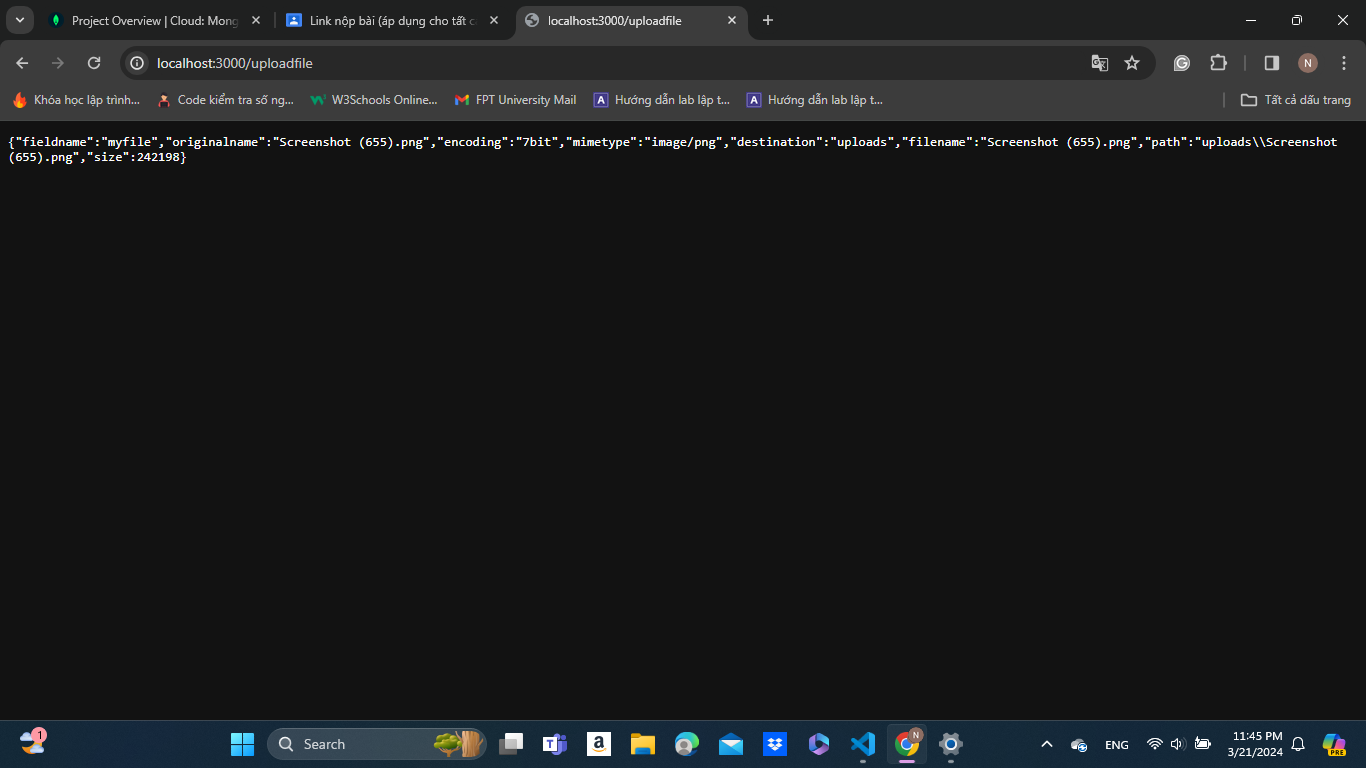 Project Overview | Cloud: Mong
Link nộp bài (áp dụng cho tất c
localhost:3000/uploadfile
localhost:3000/uploadfile
N
Khóa học lập trình...
Code kiểm tra số ng...
W3Schools Online...
FPT University Mail
A Hướng dẫn lab lập t...
A Hướng dẫn lab lập t...
Tất cả dấu trang
{"fieldname":"myfile","originalname":"Screenshot (655).png","encoding":"7bit","mimetype":"image/png","destination":"uploads","filename":"Screenshot (655).png","path":"uploads\\Screenshot
(655).png","size":242198}
1
Search
a
N
ENG
11:45 PM
3/21/2024
PRE